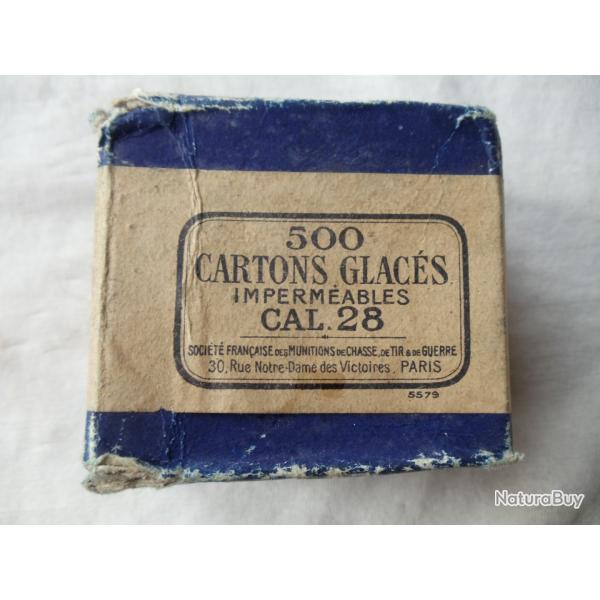 500
CARTONS GLACÉS
IMPERMÉABLES
CAL. 28
SOCIÉTÉ FRANÇAISE DES MUNITIONS DE CHASSE, DE TIR & DE GUERRE
30, Rue Notre-Dame des Victoires. PARIS
5579
NaturaBuy